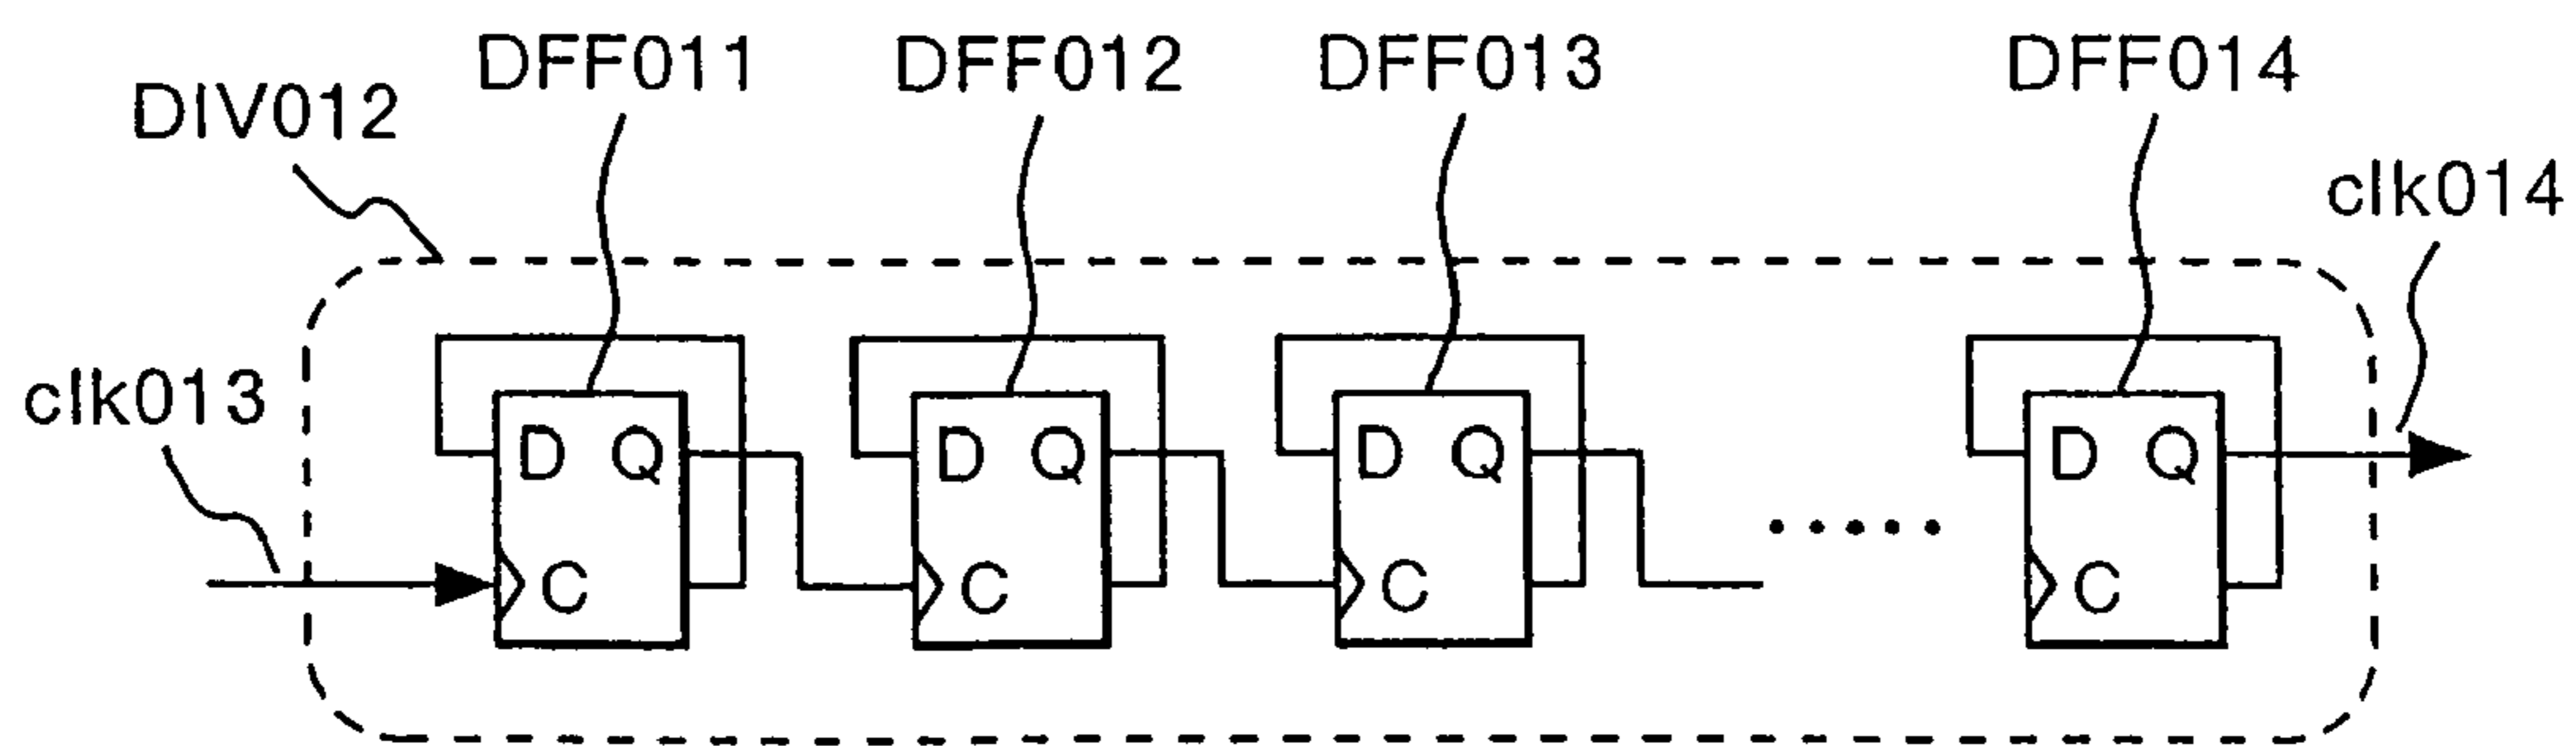 DFF011 DFF012 DFF013 DFF014
DIV012
clk014
clk013
D Q D Q D Q D Q
C C C C